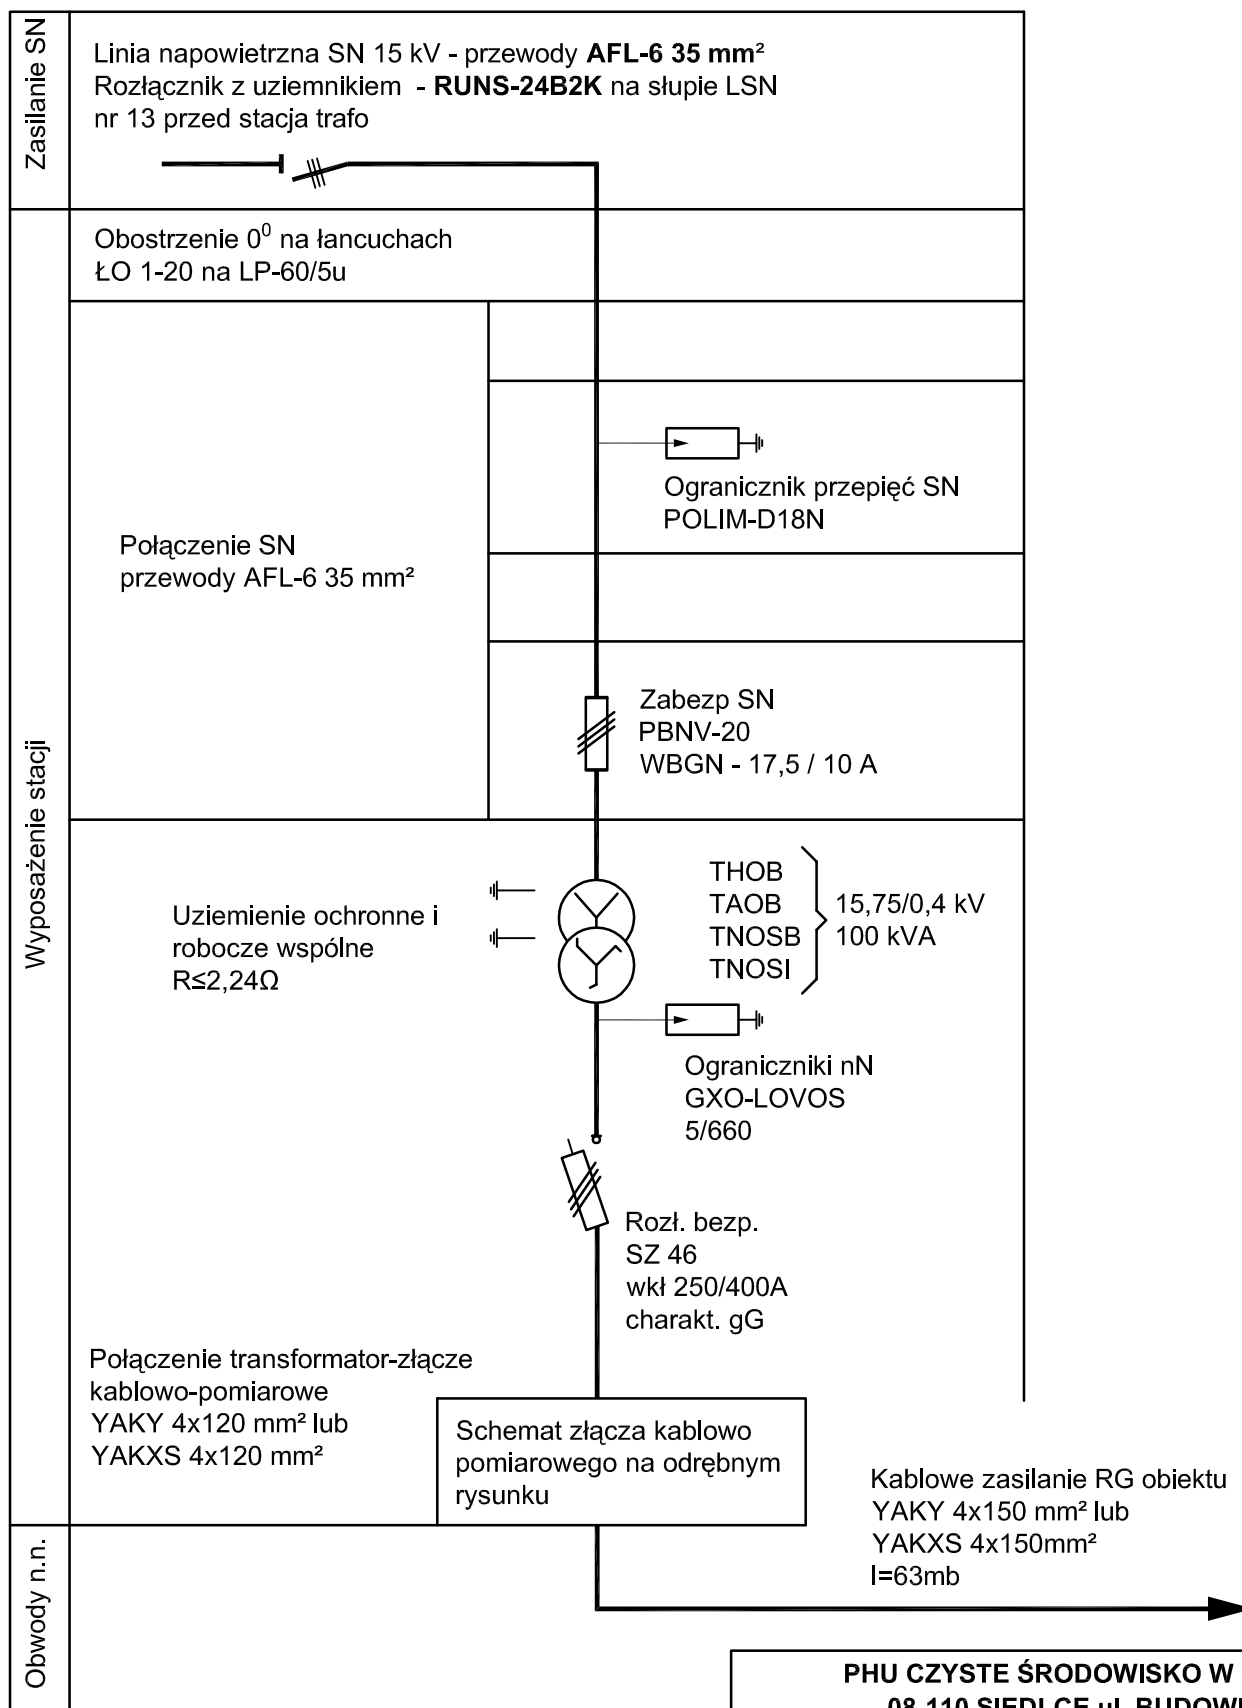 Zasilanie SN
Linia napowietrzna SN 15 kV - przewody AFL-6 35 mm²
Rozłącznik z uziemnikiem - RUNS-24B2K na słupie LSN
nr 13 przed stacja trafo
Wyposażenie stacji
Obostrzenie 0⁰ na łancuchach
ŁO 1-20 na LP-60/5u
Połączenie SN
przewody AFL-6 35 mm²
Ogranicznik przepięć SN
POLIM-D18N
Zabezp SN
PBNV-20
WBGN - 17,5 / 10 A
Uziemienie ochronne i
robocze wspólne
R≤2,24Ω
THOB
TAOB
TNOSB
TNOSI
15,75/0,4 kV
100 kVA
Ograniczniki nN
GXO-LOVOS
5/660
Rozł. bezp.
SZ 46
wkł 250/400A
charakt. gG
Połączenie transformator-złącze
kablowo-pomiarowe
YAKY 4x120 mm² lub
YAKXS 4x120 mm²
Schemat złącza kablowo
pomiarowego na odrębnym
rysunku
Kablowe zasilanie RG obiektu
YAKY 4x150 mm² lub
YAKXS 4x150mm²
l=63mb
Obwody n.n.
PHU CZYSTE ŚRODOWISKO W
08-110 SIEDLCE ul. BUDOW